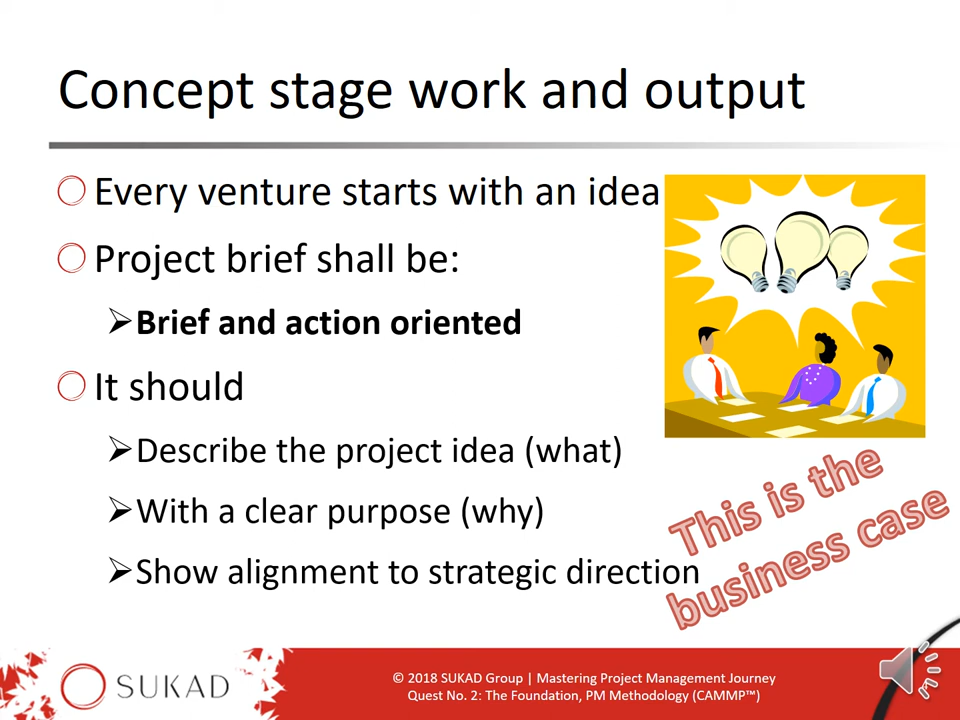 Concept stage work and output
Every venture starts with an idea
Project brief shall be:
Brief and action oriented
It should
Describe the project idea (what)
With a clear purpose (why)
Show alignment to strategic direction
This is the
business case
SUKAD
© 2018 SUKAD Group | Mastering Project Management Journey
Quest No. 2: The Foundation, PM Methodology (CAMMP™)